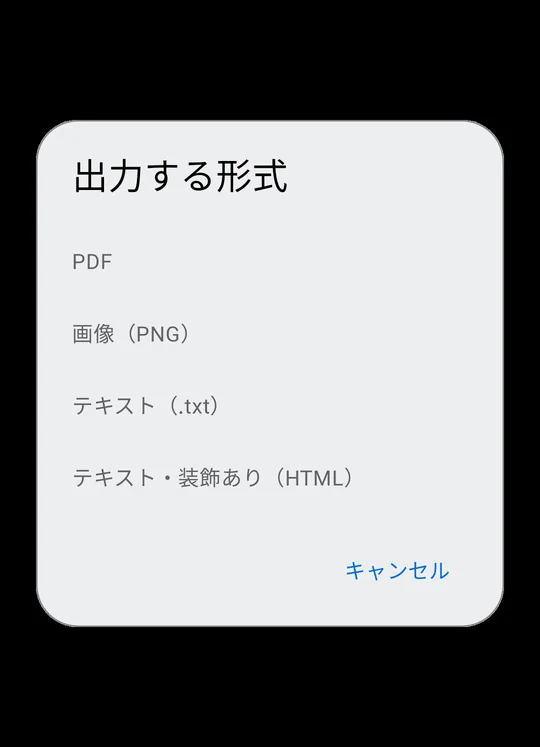 出力する形式
PDF
画像（PNG）
テキスト（.txt）
テキスト・装飾あり（HTML）
キャンセル